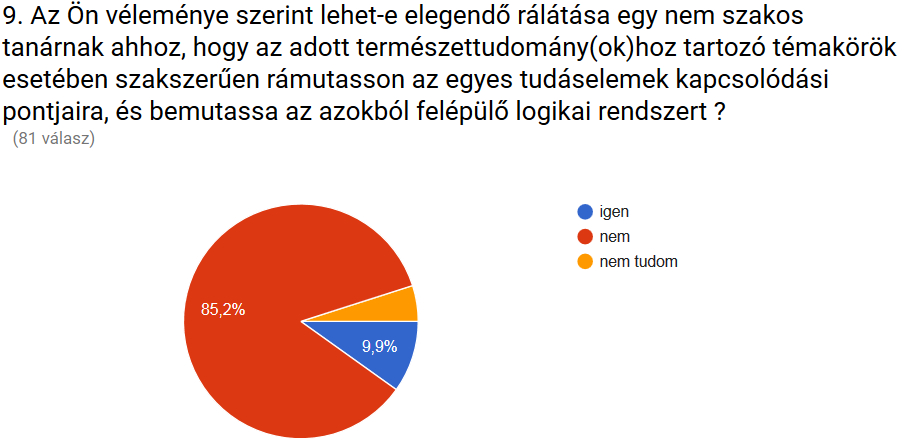 9. Az Ön véleménye szerint lehet-e elegendő rálátása egy nem szakos
tanárnak ahhoz, hogy az adott természettudomány(ok)hoz tartozó témakörök
esetében szakszerűen rámutasson az egyes tudáselemek kapcsolódási
pontjaira, és bemutassa az azokból felépülő logikai rendszert ?
(81 válasz)
igen
nem
nem tudom
85,2%
9,9%